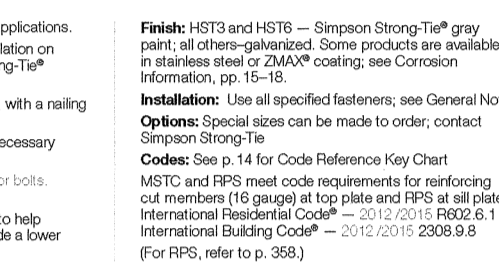 pplications.
lation on
ng-Tie®
with a nailing
ecessary
or bolts.
to help
de a lower
Finish: HST3 and HST6 — Simpson Strong-Tie® gray
paint; all others–galvanized. Some products are available
in stainless steel or ZMAX® coating; see Corrosion
Information, pp. 15–18.
Installation: Use all specified fasteners; see General No
Options: Special sizes can be made to order; contact
Simpson Strong-Tie
Codes: See p. 14 for Code Reference Key Chart
MSTC and RPS meet code requirements for reinforcing
cut members (16 gauge) at top plate and RPS at sill plate
International Residential Code® — 2012/2015 R602.6.1
International Building Code® — 2012/2015 2308.9.8
(For RPS, refer to p. 358.)